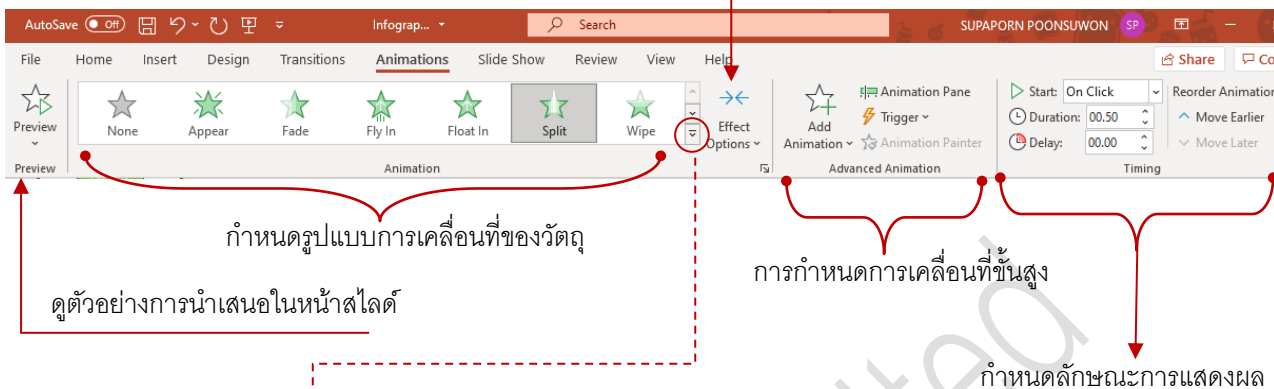 AutoSave Off Infograp... Search SUPAPORN POONSUWON SP
File Home Insert Design Transitions Animations Slide Show Review View Help Share Co
Preview None Appear Fade Fly In Float In Split Wipe Effect Options Add Animation Animation Pane Trigger Animation Painter
Start: On Click Reorder Animation
Duration: 00.50 Move Earlier
Delay: 00.00 Move Later
Preview Animation Advanced Animation Timing
กำหนดรูปแบบการเคลื่อนที่ของวัตถุ
การกำหนดการเคลื่อนที่ขั้นสูง
ดูตัวอย่างการนำเสนอในหน้าสไลด์
กำหนดลักษณะการแสดงผล